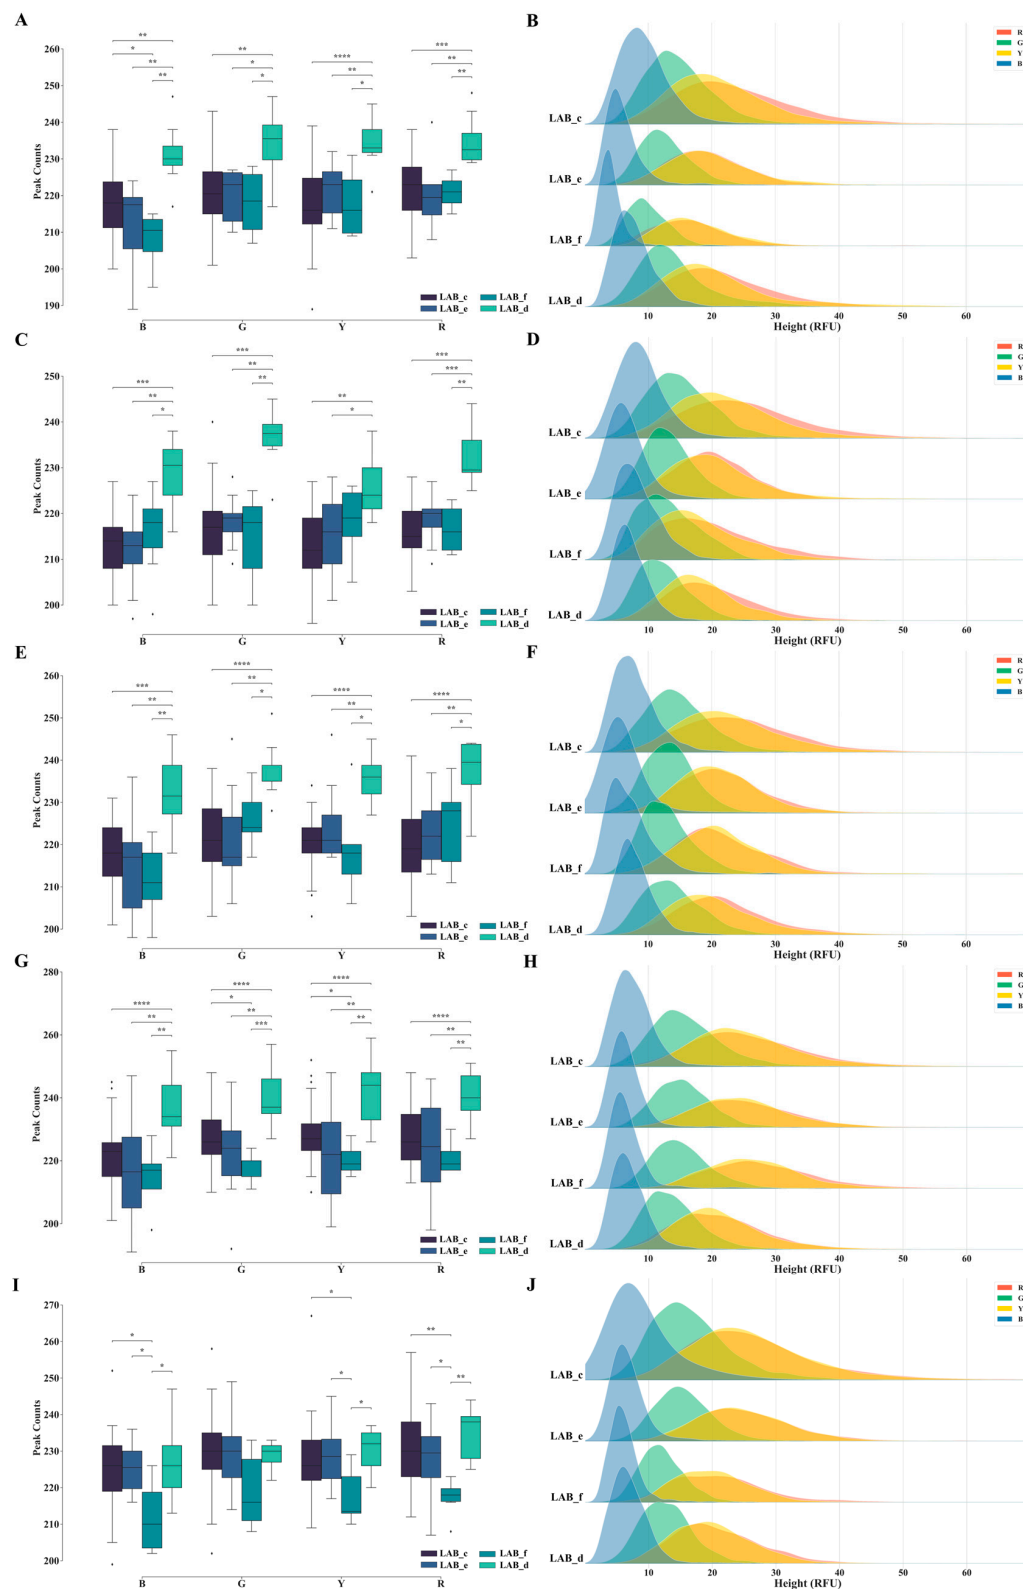 A
Peak Counts
260
250
240
230
220
210
200
190
**
*
**
**
**
*
*
****
**
*
***
**
**
LAB_c LAB_f
LAB_e LAB_d
B G Y R
B
R
G
Y
B
LAB_c
LAB_e
LAB_f
LAB_d
10 20 30 40 50 60
Height (RFU)
C
Peak Counts
250
240
230
220
210
200
***
**
*
***
**
**
**
*
***
***
**
LAB_c LAB_f
LAB_e LAB_d
B G Y R
D
R
G
Y
B
LAB_c
LAB_e
LAB_f
LAB_d
10 20 30 40 50 60
Height (RFU)
E
Peak Counts
260
250
240
230
220
210
200
***
**
**
****
**
*
****
**
*
****
**
*
LAB_c LAB_f
LAB_e LAB_d
B G Y R
F
R
G
Y
B
LAB_c
LAB_e
LAB_f
LAB_d
10 20 30 40 50 60
Height (RFU)
G
Peak Counts
280
260
240
220
200
****
**
**
****
*
**
***
****
*
**
**
****
**
**
LAB_c LAB_f
LAB_e LAB_d
B G Y R
H
R
G
Y
B
LAB_c
LAB_e
LAB_f
LAB_d
10 20 30 40 50 60
Height (RFU)
I
Peak Counts
270
260
250
240
230
220
210
200
*
*
*
*
*
*
**
*
**
LAB_c LAB_f
LAB_e LAB_d
B G Y R
J
R
G
Y
B
LAB_c
LAB_e
LAB_f
LAB_d
10 20 30 40 50 60
Height (RFU)